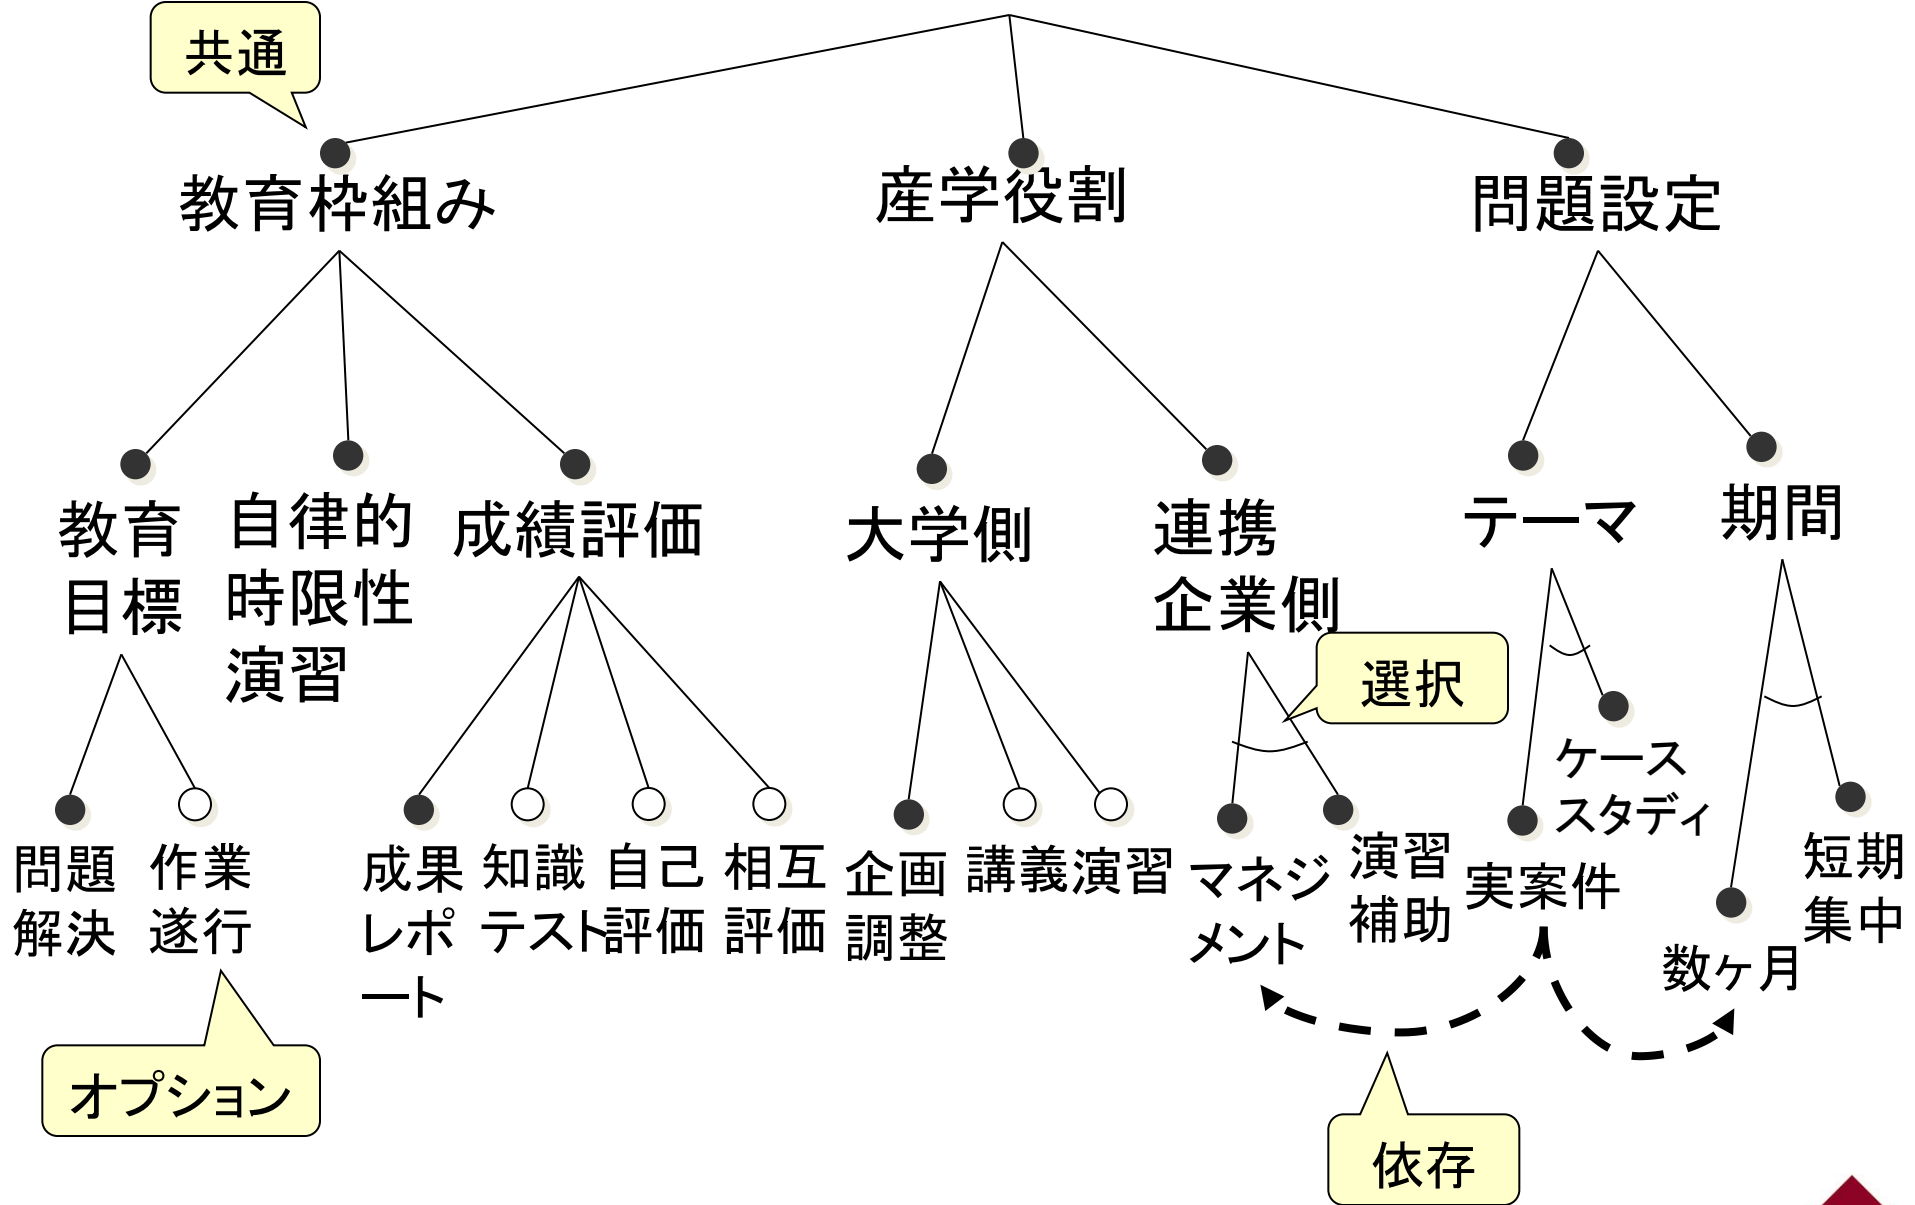 共通
教育枠組み
産学役割
問題設定
教育
目標
自律的
時限性
演習
成績評価
大学側
連携
企業側
テーマ
期間
選択
問題
解決
作業
遂行
成果
レポ
ート
知識
テスト
自己
評価
相互
評価
企画
調整
講義
演習
マネジ
メント
演習
補助
実案件
ケース
スタディ
数ヶ月
短期
集中
オプション
依存